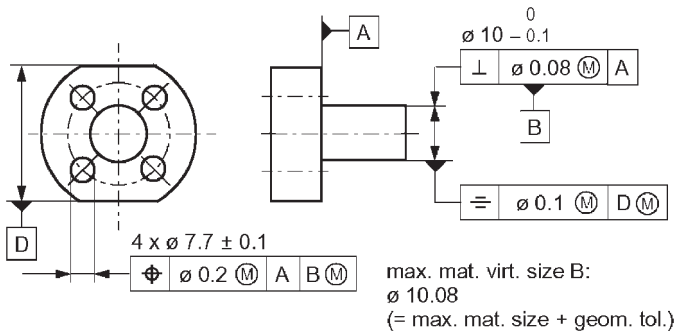 A
0
ø 10 – 0.1
⊥ ø 0.08 Ⓜ A
B
⌯ ø 0.1 Ⓜ D Ⓜ
D
4 x ø 7.7 ± 0.1
⌖ ø 0.2 Ⓜ A B Ⓜ
max. mat. virt. size B:
ø 10.08
(= max. mat. size + geom. tol.)